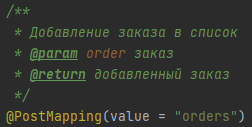 /**
* Добавление заказа в список
* @param order заказ
* @return добавленный заказ
*/
@PostMapping(value = "orders")